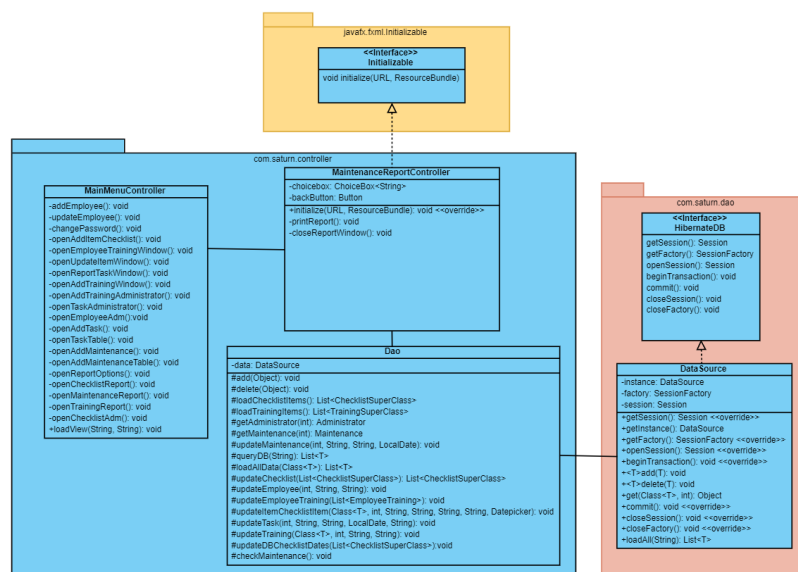 javafx.fxml.Initializable
<<Interface>>
Initializable
void initialize(URL, ResourceBundle)
com.saturn.controller
MainMenuController
-addEmployee(): void
-updateEmployee(): void
-changePassword(): void
-openAddItemChecklist(): void
-openEmployeeTrainingWindow(): void
-openUpdateItemWindow(): void
-openReportTaskWindow(): void
-openAddTrainingWindow(): void
-openAddTrainingAdministrator(): void
-openTaskAdministrator(): void
-openEmployeeAdm():void
-openAddTask(): void
-openTaskTable(): void
-openAddMaintenance(): void
-openAddMaintenanceTable(): void
-openReportOptions(): void
-openChecklistReport(): void
-openMaintenanceReport(): void
-openTrainingReport(): void
-openChecklistAdm(): void
+loadView(String, String): void
MaintenanceReportController
-choicebox: ChoiceBox<String>
-backButton: Button
+initialize(URL, ResourceBundle): void <<override>>
-printReport(): void
-closeReportWindow(): void
Dao
-data: DataSource
#add(Object): void
#delete(Object): void
#loadChecklistItems(): List<ChecklistSuperClass>
#loadTrainingItems(): List<TrainingSuperClass>
#getAdministrator(int): Administrator
#getMaintenance(int): Maintenance
#updateMaintenance(int, String, String, LocalDate): void
#queryDB(String): List<T>
#loadAllData(Class<T>): List<T>
#updateChecklist(List<ChecklistSuperClass>): List<ChecklistSuperClass>
#updateEmployee(int, String, String): void
#updateEmployeeTraining(List<EmployeeTraining>): void
#updateItemChecklistItem(Class<T>, int, String, String, String, String, Datepicker): void
#updateTask(int, String, String, LocalDate, String): void
#updateTraining(Class<T>, int, String, String): void
#updateDBChecklistDates(List<ChecklistSuperClass>):void
#checkMaintenance(): void
com.saturn.dao
<<Interface>>
HibernateDB
getSession(): Session
getFactory(): SessionFactory
openSession(): Session
beginTransaction(): void
commit(): void
closeSession(): void
closeFactory(): void
DataSource
-instance: DataSource
-factory: SessionFactory
-session: Session
+getSession(): Session <<override>>
+getInstance(): DataSource
+getFactory(): SessionFactory <<override>>
+openSession(): Session <<override>>
+beginTransaction(): void <<override>>
+<T>add(T): void
+<T>delete(T): void
+get(Class<T>, int): Object
+commit(): void <<override>>
+closeSession(): void <<override>>
+closeFactory(): void <<override>>
+loadAll(String): List<T>